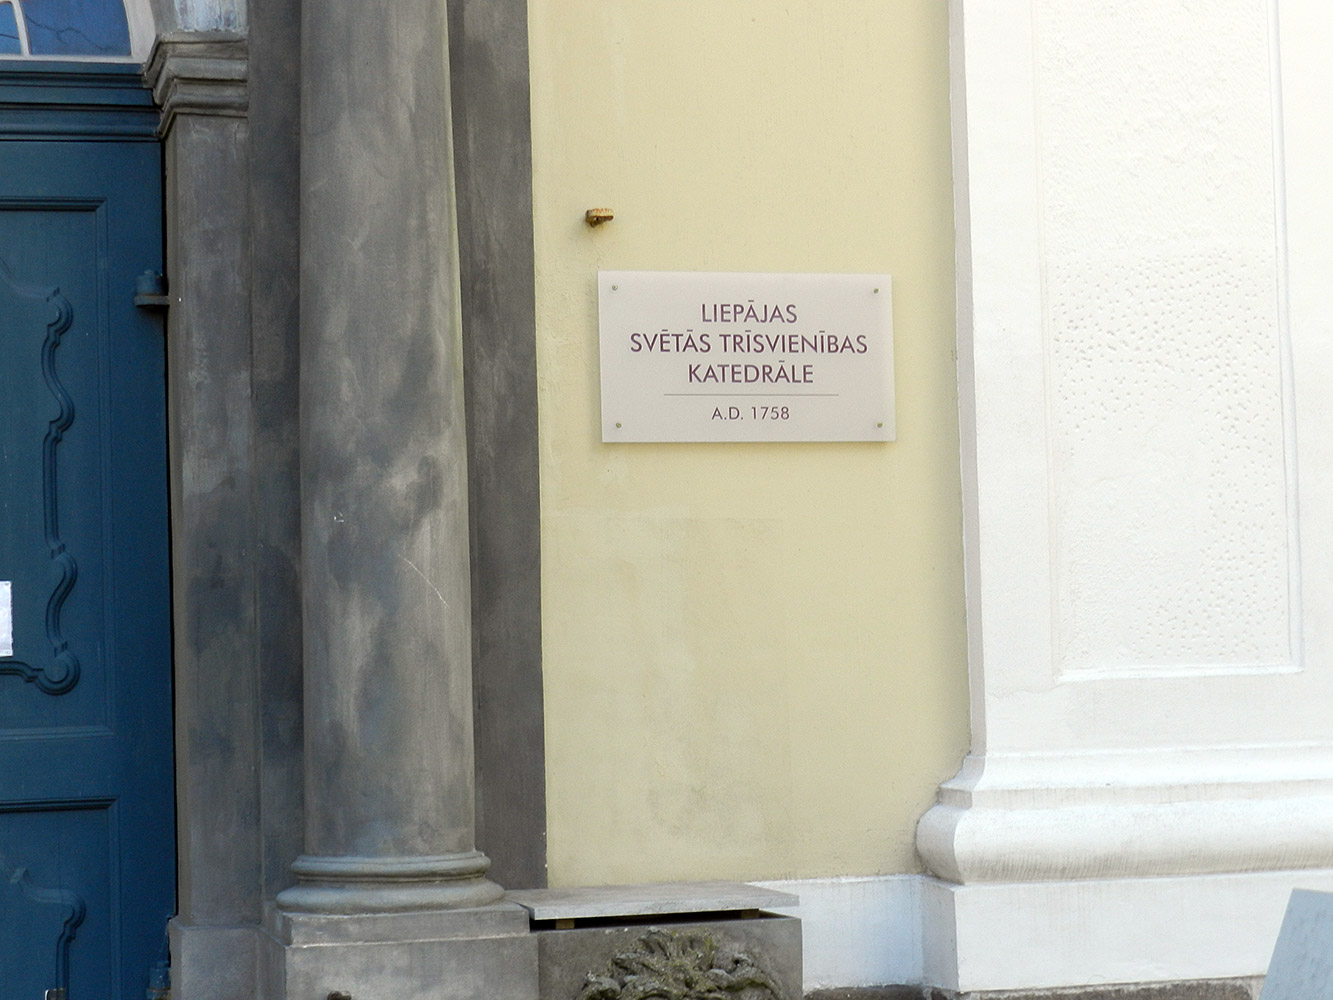 LIEPĀJAS
SVĒTĀS TRĪSVIENĪBAS
KATEDRĀLE
A.D. 1758